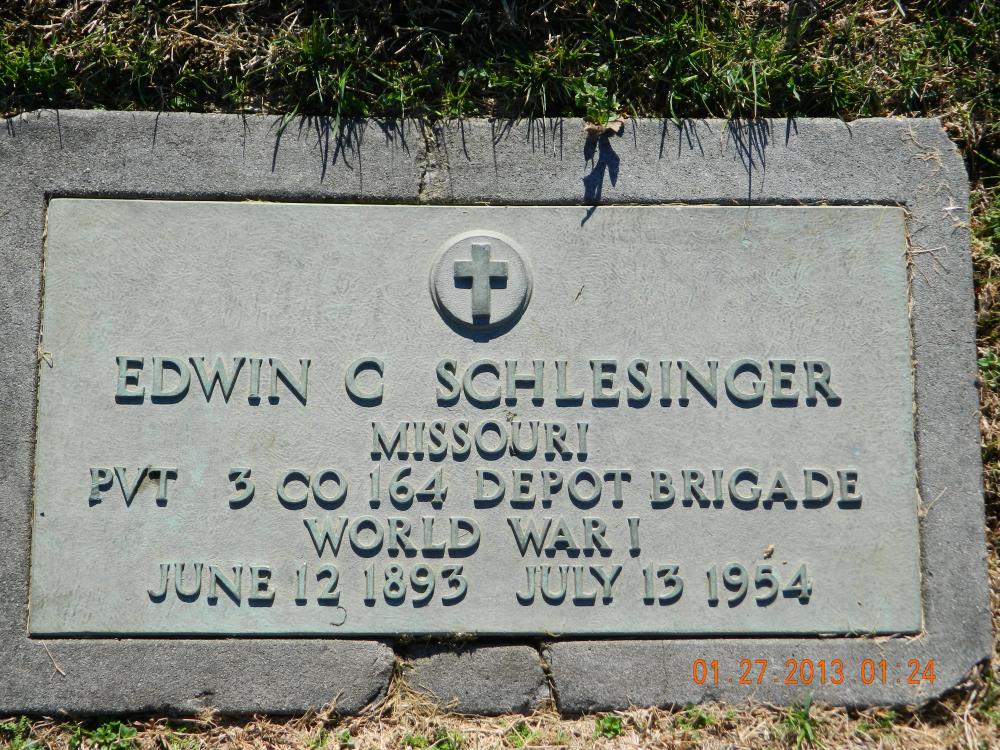 EDWIN C SCHLESINGER
MISSOURI
PVT 3 CO 164 DEPOT BRIGADE
WORLD WAR I
JUNE 12 1893 JULY 13 1954
01.27.2013 01:24